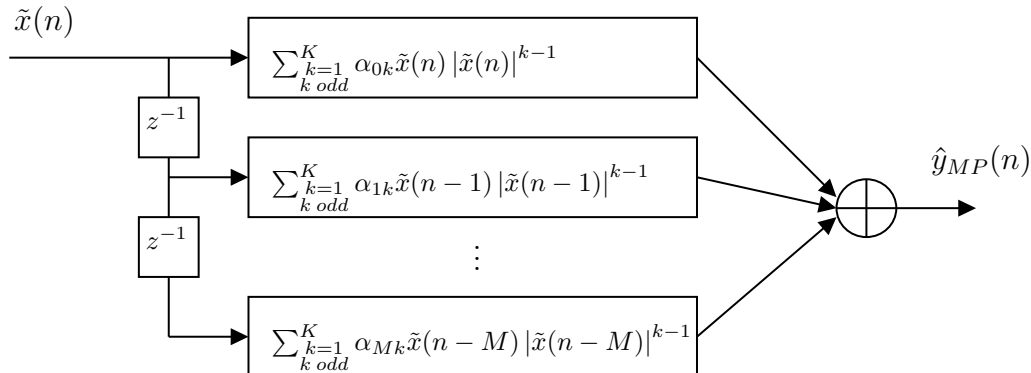 x̃(n)
∑_{k=1, k odd}^{K} α_{0k} x̃(n) |x̃(n)|^{k−1}
z^{−1}
∑_{k=1, k odd}^{K} α_{1k} x̃(n − 1) |x̃(n − 1)|^{k−1}
ŷ_{MP}(n)
z^{−1}
⋮
∑_{k=1, k odd}^{K} α_{Mk} x̃(n − M) |x̃(n − M)|^{k−1}